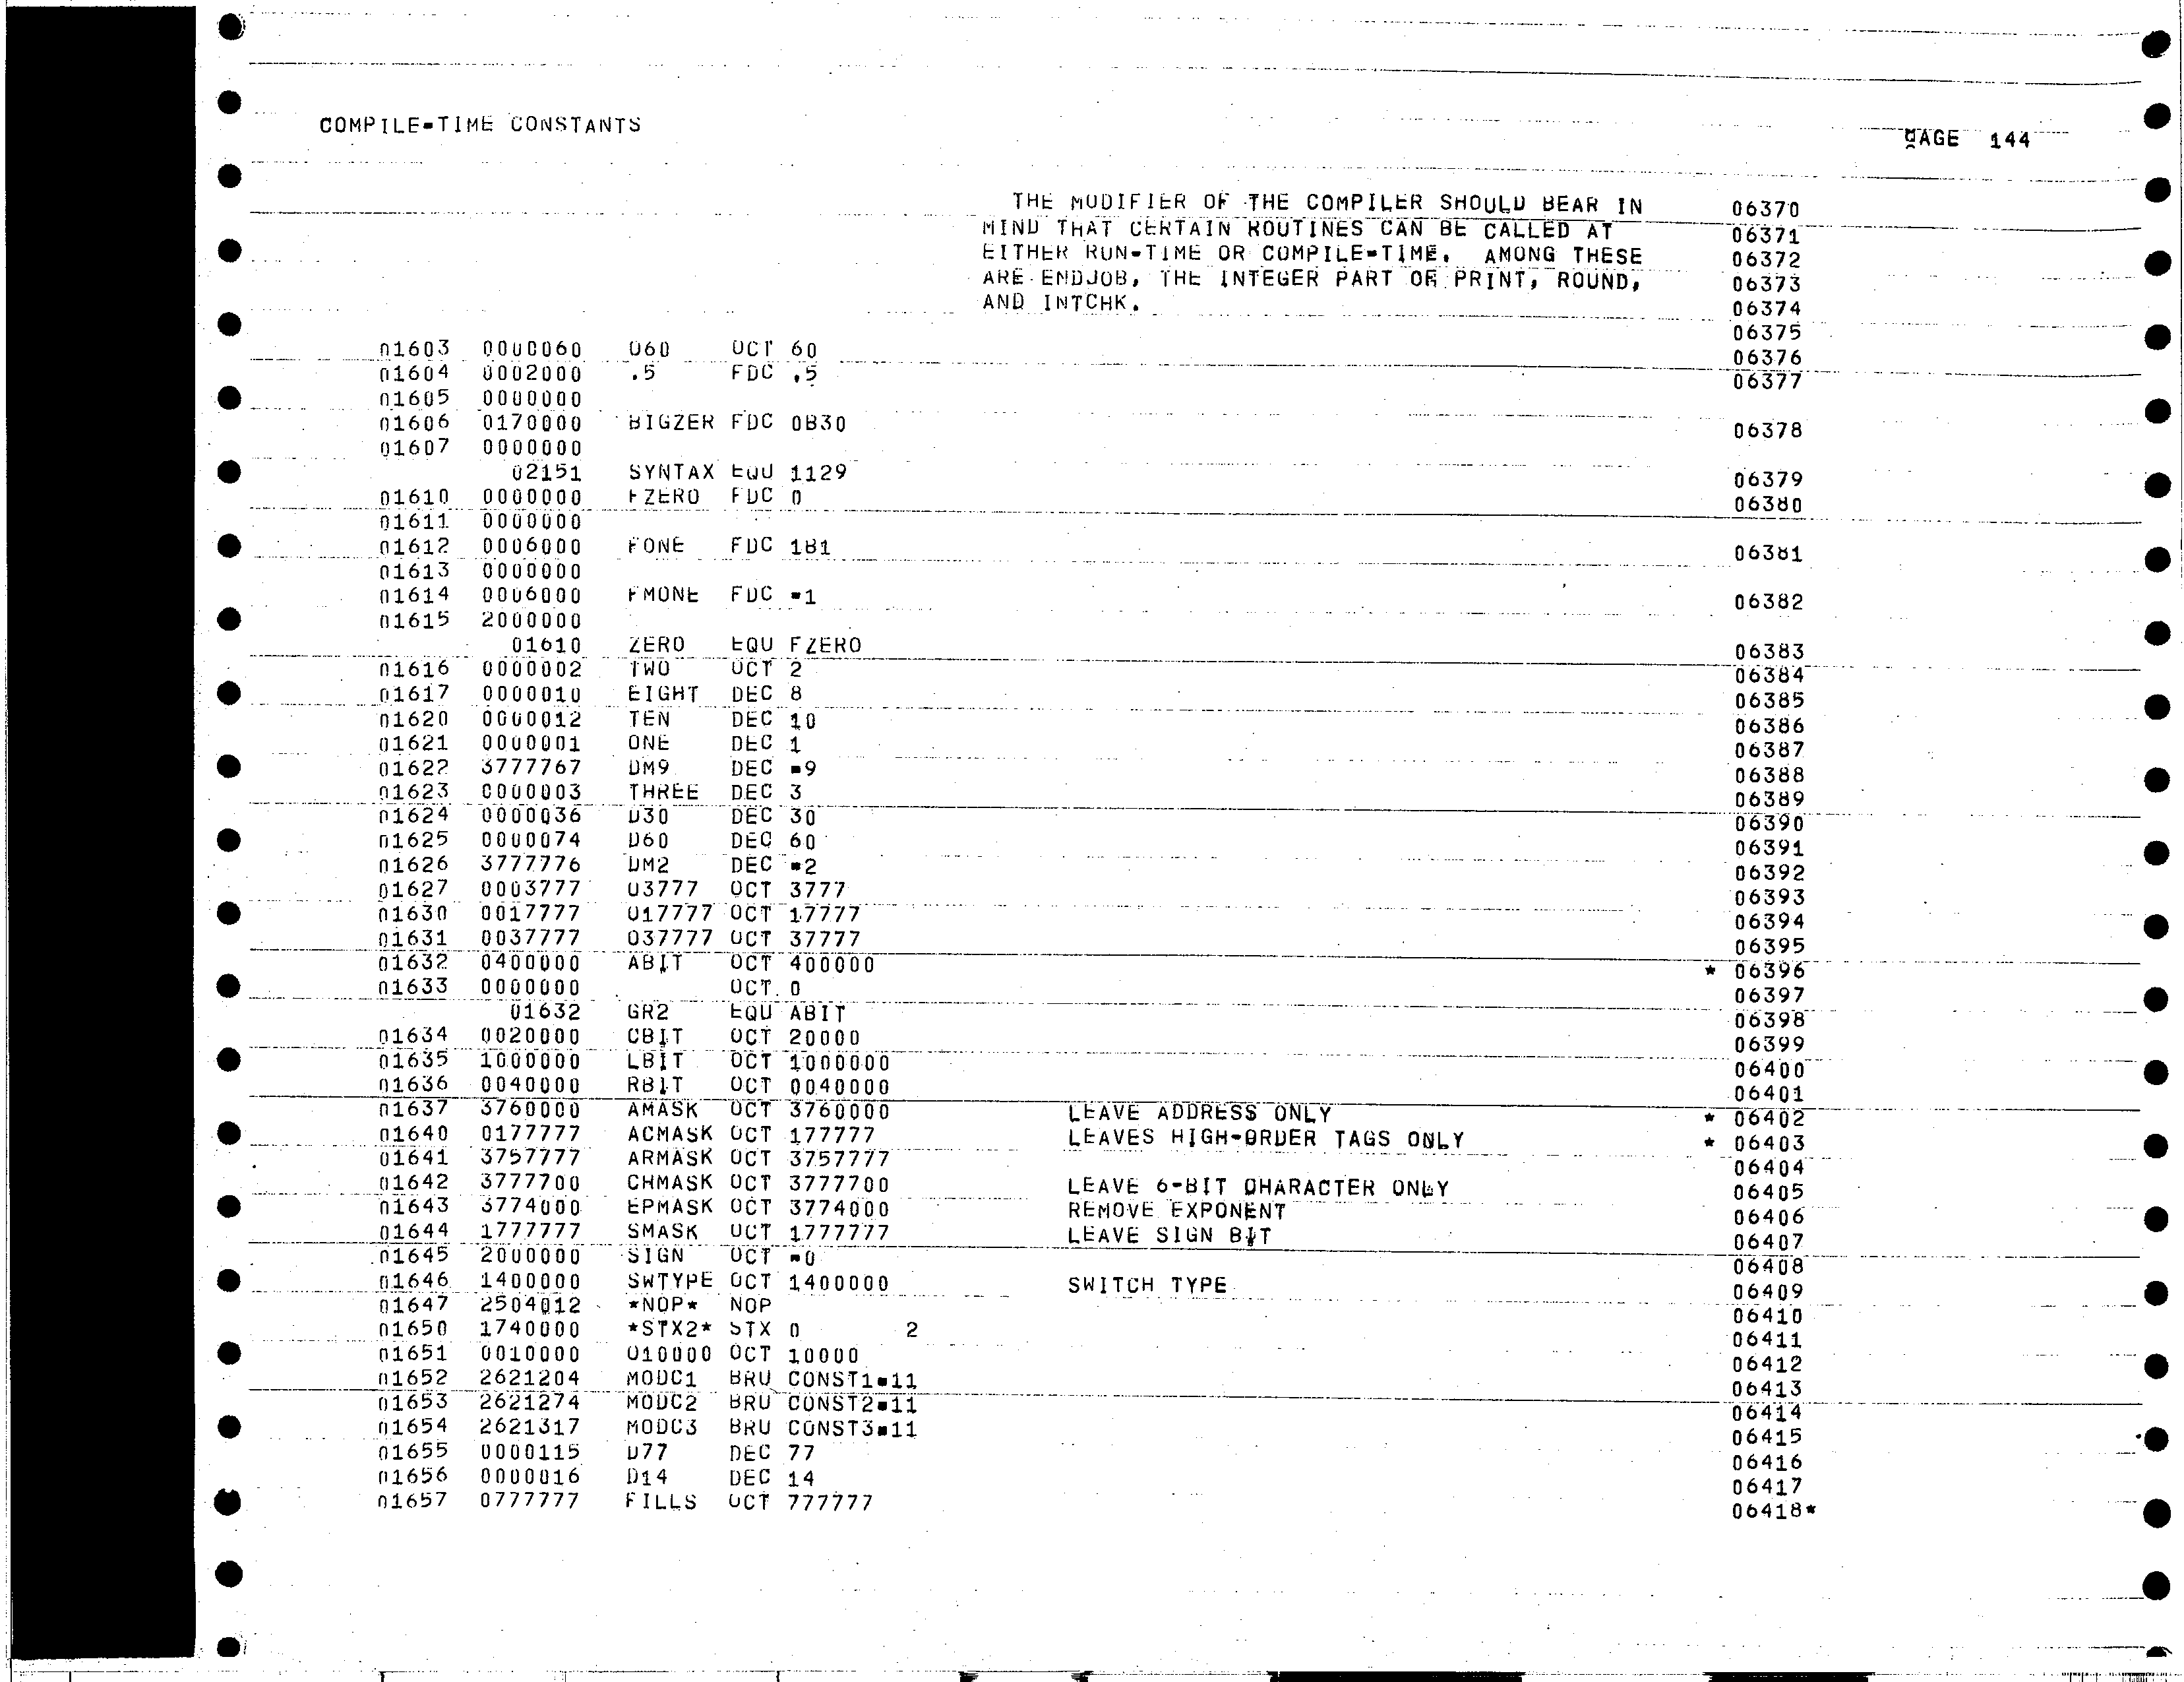 COMPILE-TIME CONSTANTS
PAGE 144
THE MODIFIER OF THE COMPILER SHOULD BEAR IN 06370
MIND THAT CERTAIN ROUTINES CAN BE CALLED AT 06371
EITHER RUN-TIME OR COMPILE-TIME. AMONG THESE 06372
ARE ENDJOB, THE INTEGER PART OF PRINT, ROUND, 06373
AND INTCHK. 06374
06375
01603 0000060 O60 OCT 60 06376
01604 0002000 .5 FDC .5 06377
01605 0000000
01606 0170000 BIGZER FDC 0B30 06378
01607 0000000
02151 SYNTAX EQU 1129 06379
01610 0000000 FZERO FDC 0 06380
01611 0000000
01612 0006000 FONE FDC 1B1 06381
01613 0000000
01614 0006000 FMONE FDC -1 06382
01615 2000000
01610 ZERO EQU FZERO 06383
01616 0000002 TWO OCT 2 06384
01617 0000010 EIGHT DEC 8 06385
01620 0000012 TEN DEC 10 06386
01621 0000001 ONE DEC 1 06387
01622 3777767 DM9 DEC -9 06388
01623 0000003 THREE DEC 3 06389
01624 0000036 D30 DEC 30 06390
01625 0000074 D60 DEC 60 06391
01626 3777776 DM2 DEC -2 06392
01627 0003777 O3777 OCT 3777 06393
01630 0017777 O17777 OCT 17777 06394
01631 0037777 O37777 OCT 37777 06395
01632 0400000 ABIT OCT 400000 * 06396
01633 0000000 OCT 0 06397
01632 GR2 EQU ABIT 06398
01634 0020000 CBIT OCT 20000 06399
01635 1000000 LBIT OCT 1000000 06400
01636 0040000 RBIT OCT 0040000 06401
01637 3760000 AMASK OCT 3760000 LEAVE ADDRESS ONLY * 06402
01640 0177777 ACMASK OCT 177777 LEAVES HIGH-ORDER TAGS ONLY * 06403
01641 3757777 ARMASK OCT 3757777 06404
01642 3777700 CHMASK OCT 3777700 LEAVE 6-BIT CHARACTER ONLY 06405
01643 3774000 EPMASK OCT 3774000 REMOVE EXPONENT 06406
01644 1777777 SMASK OCT 1777777 LEAVE SIGN BIT 06407
01645 2000000 SIGN OCT -0 06408
01646 1400000 SWTYPE OCT 1400000 SWITCH TYPE 06409
01647 2504012 *NOP* NOP 06410
01650 1740000 *STX2* STX 0 2 06411
01651 0010000 O10000 OCT 10000 06412
01652 2621204 MODC1 BRU CONST1-11 06413
01653 2621274 MODC2 BRU CONST2-11 06414
01654 2621317 MODC3 BRU CONST3-11 06415
01655 0000115 D77 DEC 77 06416
01656 0000016 D14 DEC 14 06417
01657 0777777 FILLS OCT 777777 06418*